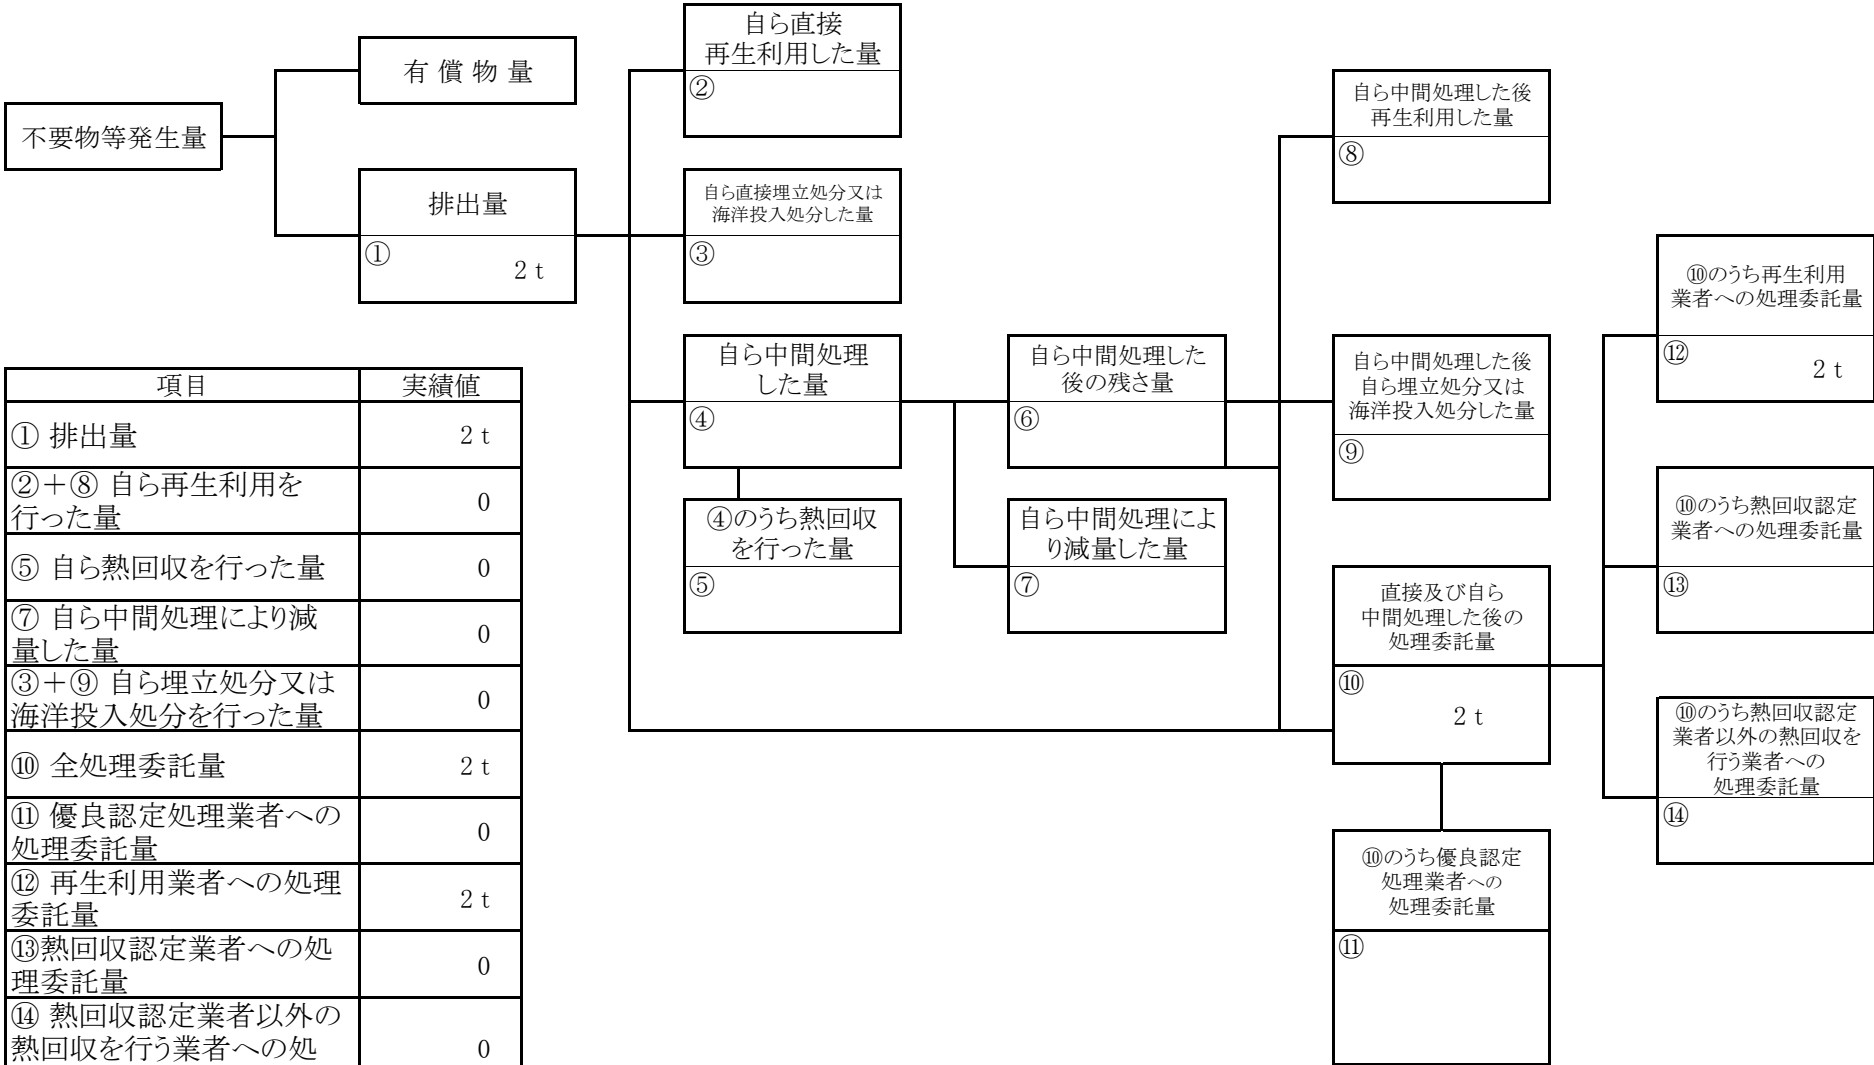 不要物等発生量
有 償 物 量
排出量
①
2 t
自ら直接
再生利用した量
②
自ら直接埋立処分又は
海洋投入処分した量
③
自ら中間処理
した量
④
④のうち熱回収
を行った量
⑤
自ら中間処理した
後の残さ量
⑥
自ら中間処理によ
り減量した量
⑦
自ら中間処理した後
再生利用した量
⑧
自ら中間処理した後
自ら埋立処分又は
海洋投入処分した量
⑨
直接及び自ら
中間処理した後の
処理委託量
⑩
2 t
⑩のうち優良認定
処理業者への
処理委託量
⑪
⑩のうち再生利用
業者への処理委託量
⑫
2 t
⑩のうち熱回収認定
業者への処理委託量
⑬
⑩のうち熱回収認定
業者以外の熱回収を
行う業者への
処理委託量
⑭
項目 実績値
① 排出量 2 t
②＋⑧ 自ら再生利用を
行った量 0
⑤ 自ら熱回収を行った量 0
⑦ 自ら中間処理により減
量した量 0
③＋⑨ 自ら埋立処分又は
海洋投入処分を行った量 0
⑩ 全処理委託量 2 t
⑪ 優良認定処理業者への
処理委託量 0
⑫ 再生利用業者への処理
委託量 2 t
⑬熱回収認定業者への処
理委託量 0
⑭ 熱回収認定業者以外の
熱回収を行う業者への処 0